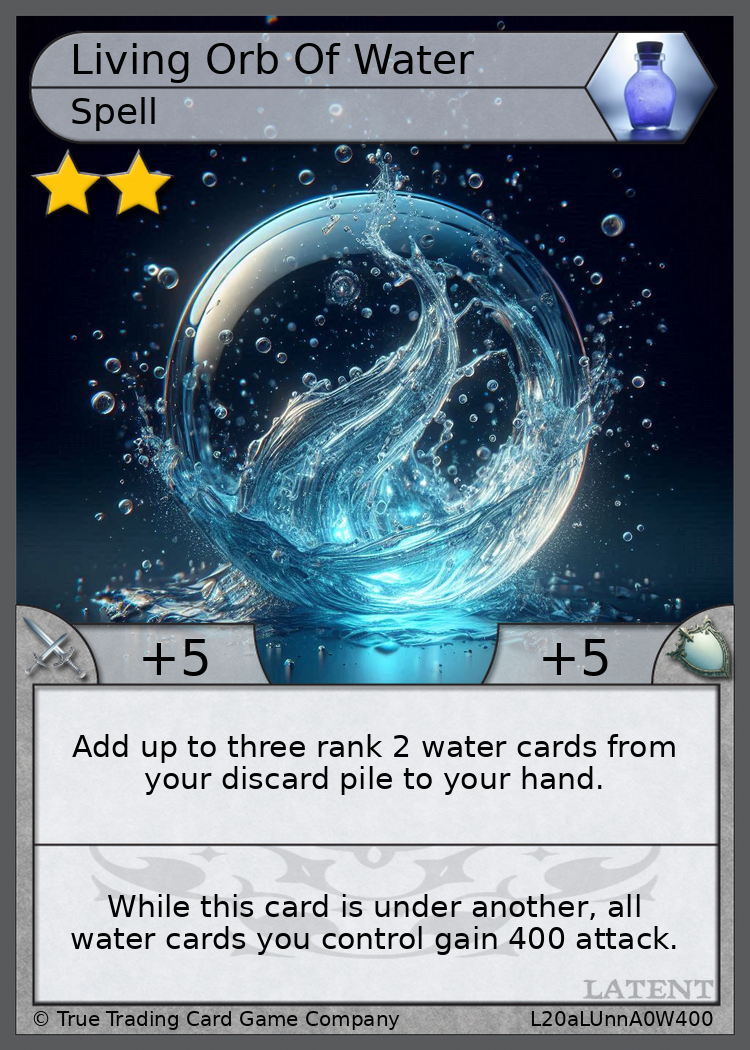 Living Orb Of Water
Spell
+5
+5
Add up to three rank 2 water cards from
your discard pile to your hand.
While this card is under another, all
water cards you control gain 400 attack.
LATENT
© True Trading Card Game Company
L20aLUnnA0W400